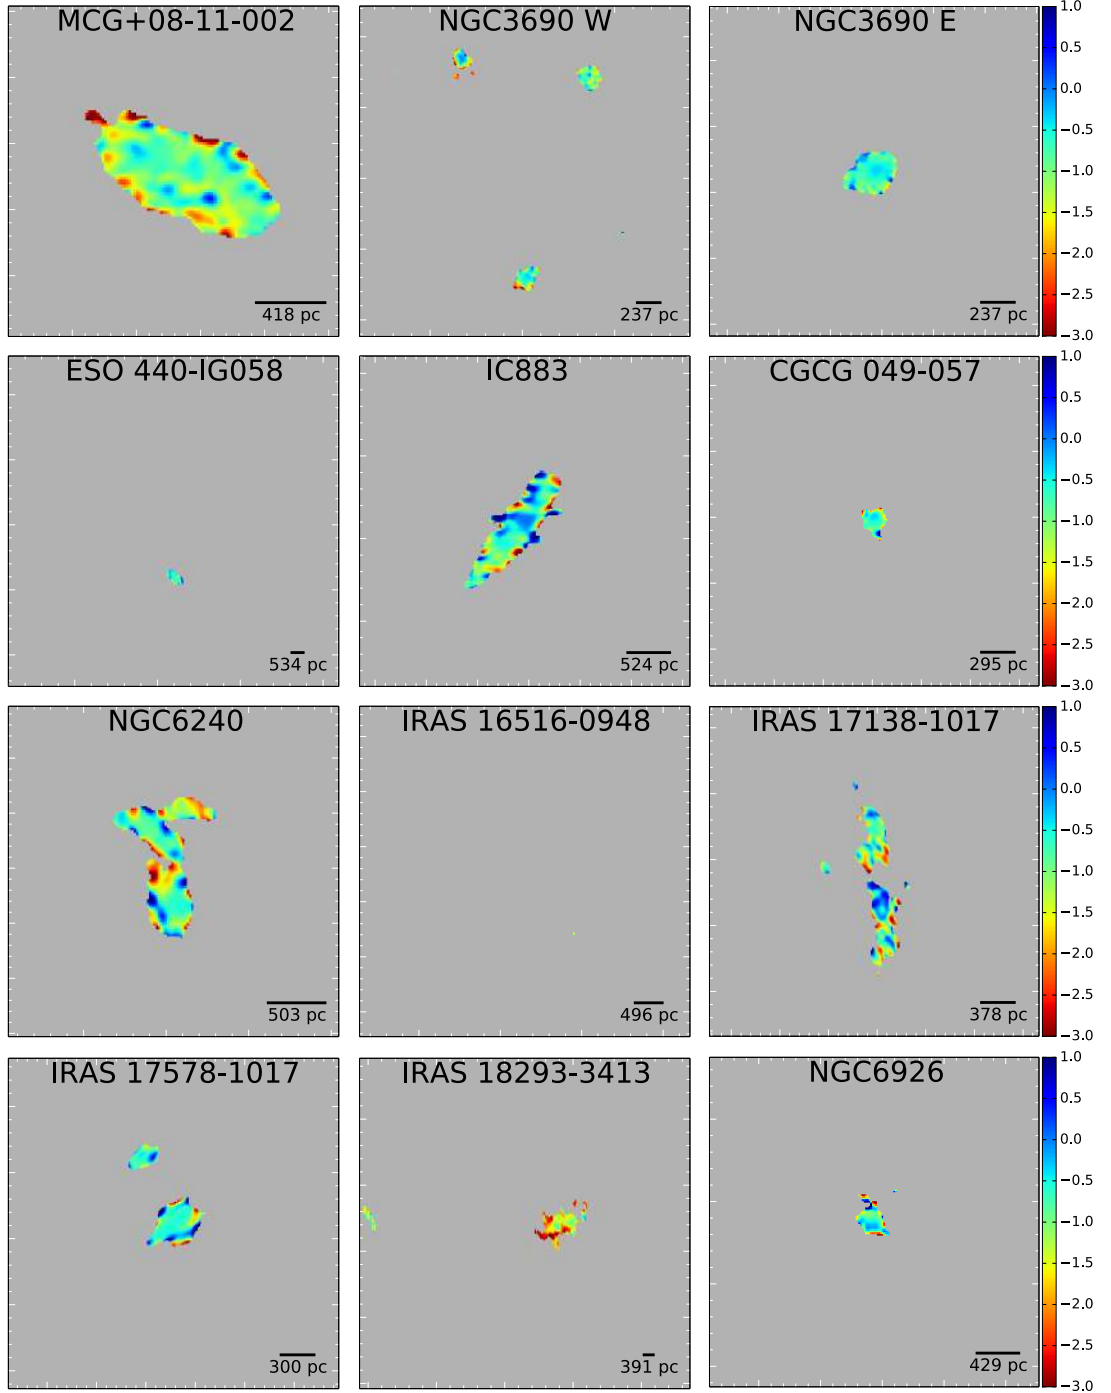 MCG+08-11-002
NGC3690 W
NGC3690 E
1.0
0.5
0.0
−0.5
−1.0
−1.5
−2.0
−2.5
−3.0
418 pc
237 pc
237 pc
ESO 440-IG058
IC883
CGCG 049-057
1.0
0.5
0.0
−0.5
−1.0
−1.5
−2.0
−2.5
−3.0
534 pc
524 pc
295 pc
NGC6240
IRAS 16516-0948
IRAS 17138-1017
1.0
0.5
0.0
−0.5
−1.0
−1.5
−2.0
−2.5
−3.0
503 pc
496 pc
378 pc
IRAS 17578-1017
IRAS 18293-3413
NGC6926
1.0
0.5
0.0
−0.5
−1.0
−1.5
−2.0
−2.5
−3.0
300 pc
391 pc
429 pc